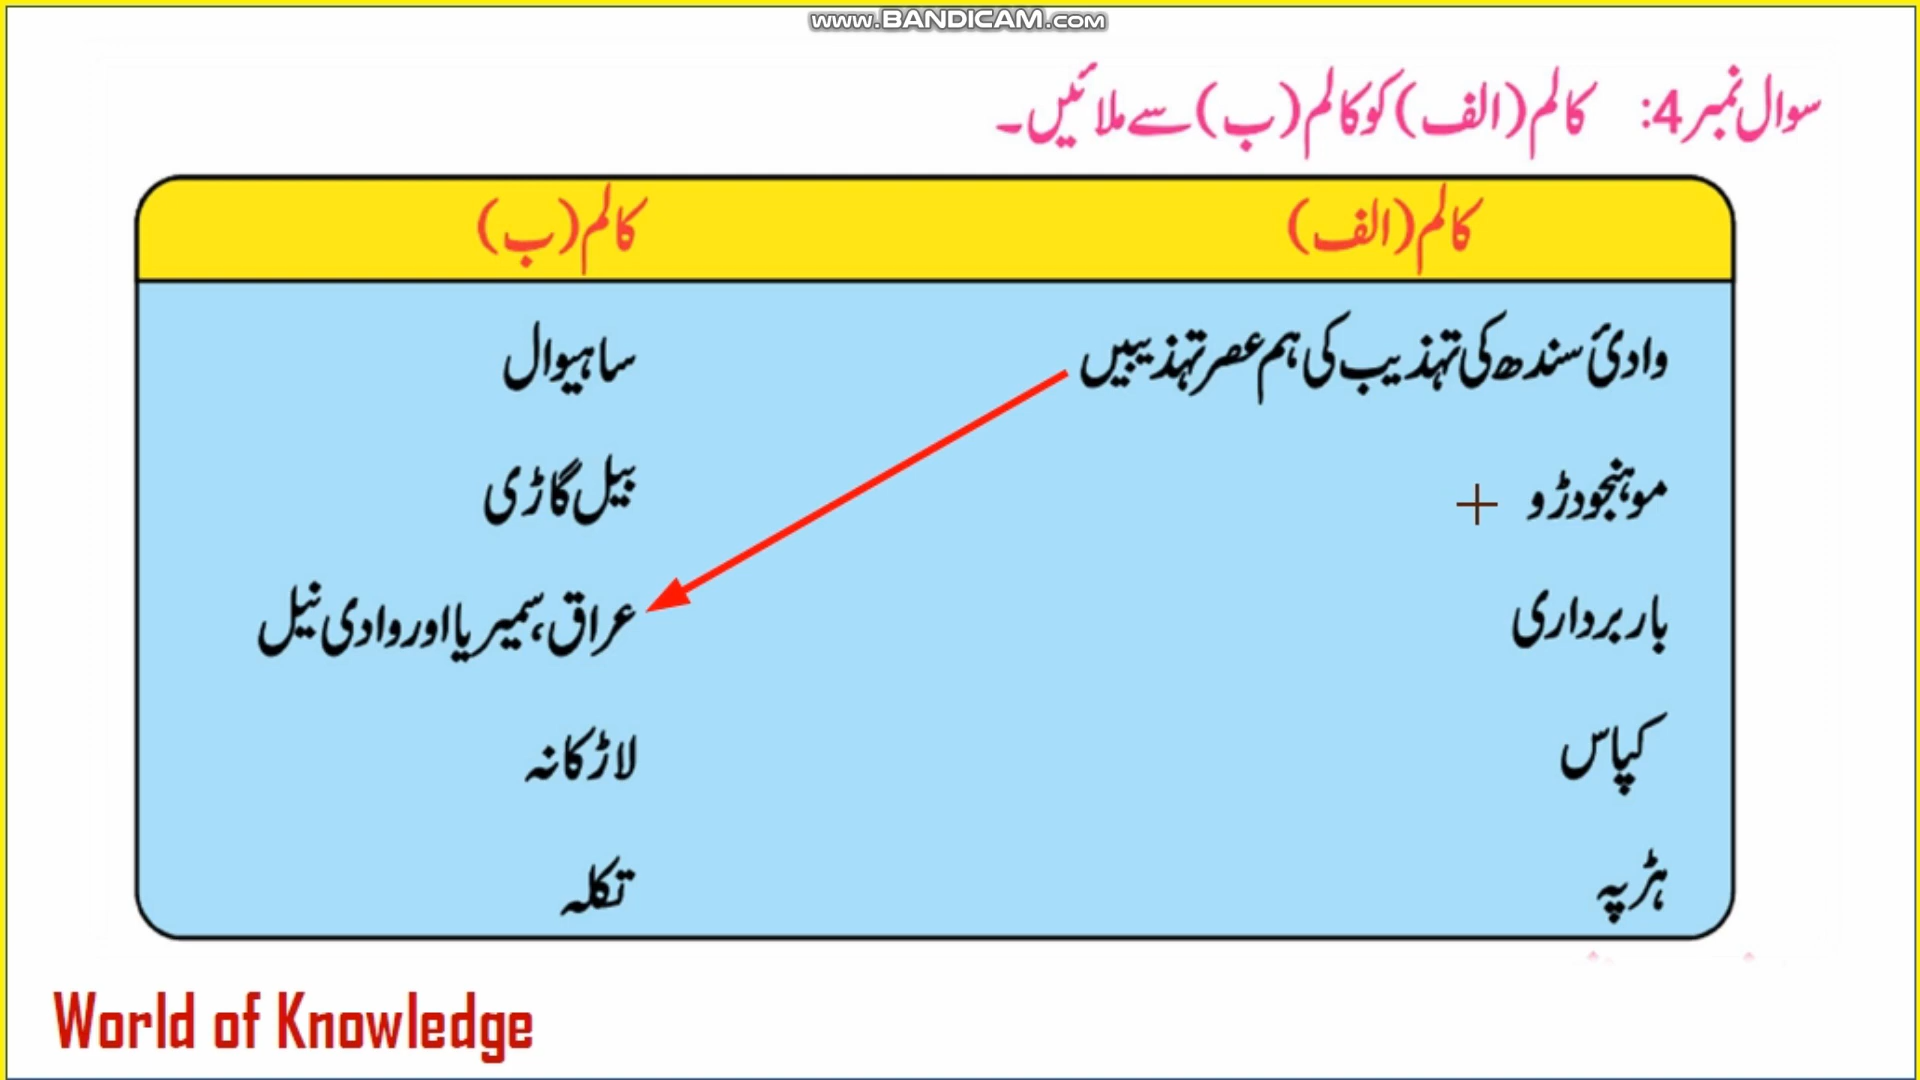 www.BANDICAM.com
سوال نمبر 4: کالم (الف) کو کالم (ب) سے ملائیں۔
کالم (الف) کالم (ب)
وادیٔ سندھ کی تہذیب کی ہم عصر تہذیبیں ساہیوال
موہنجودڑو بیل گاڑی
باربرداری عراق، سمیریا اور وادی نیل
کپاس لاڑکانہ
ہڑپہ تکلہ
World of Knowledge